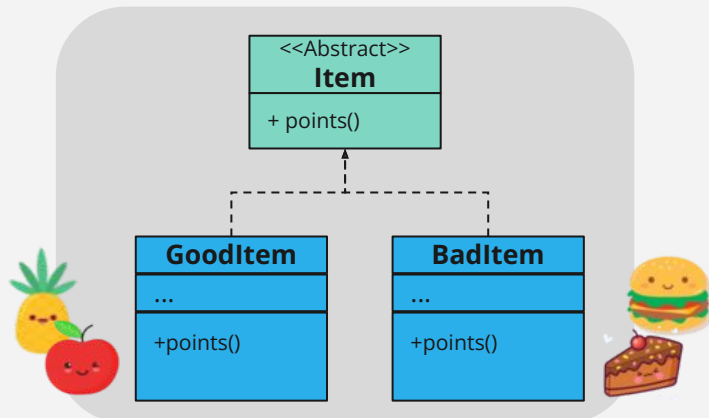 <<Abstract>>
Item
+ points()
GoodItem
...
+points()
BadItem
...
+points()